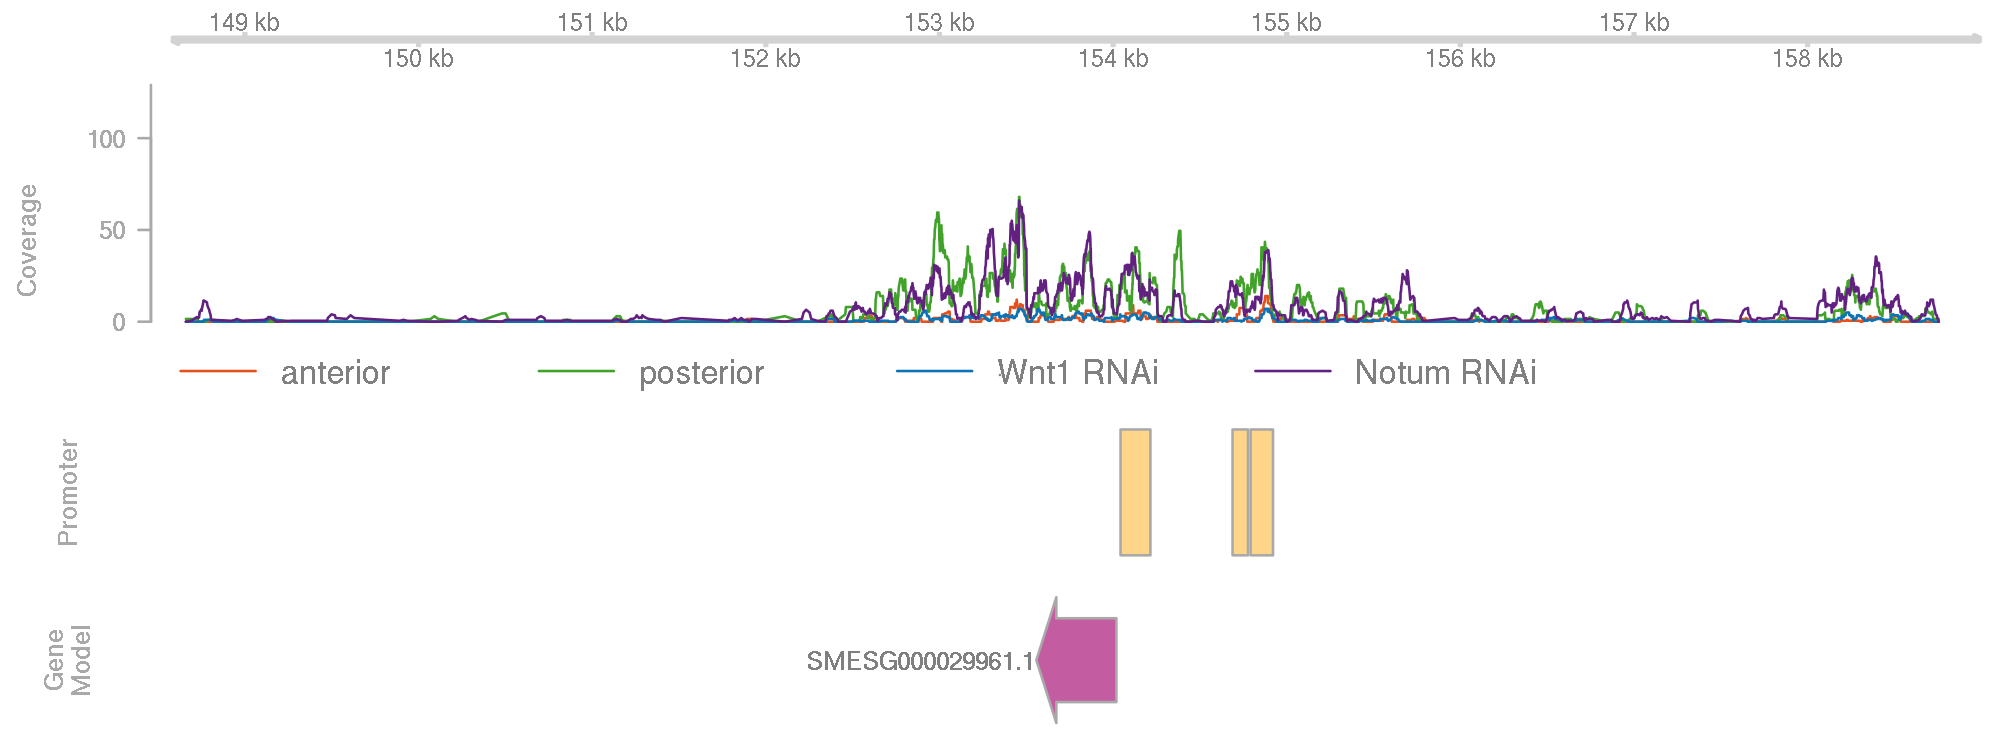 149 kb 151 kb 153 kb 155 kb 157 kb
150 kb 152 kb 154 kb 156 kb 158 kb
Coverage
100
50
0
anterior posterior Wnt1 RNAi Notum RNAi
Promoter
Gene
Model
SMESG000029961.1